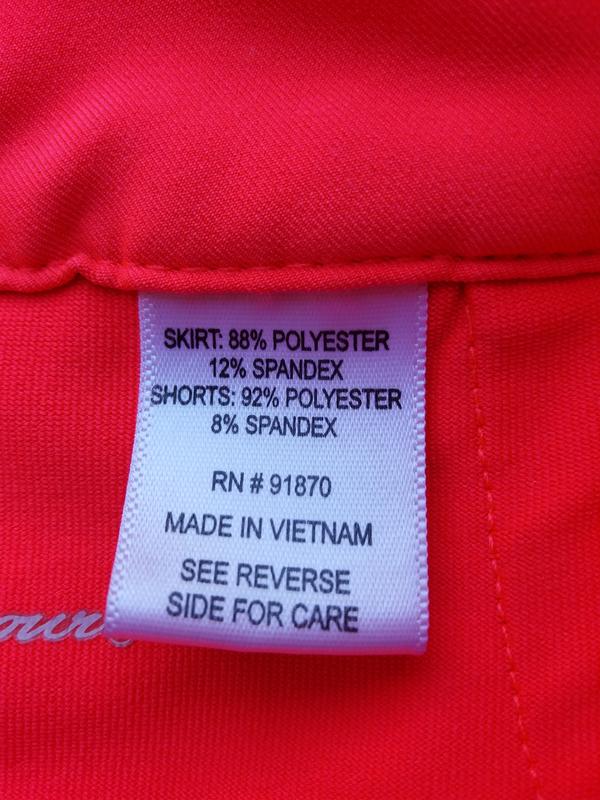 SKIRT: 88% POLYESTER
12% SPANDEX
SHORTS: 92% POLYESTER
8% SPANDEX
RN # 91870
MADE IN VIETNAM
SEE REVERSE
SIDE FOR CARE